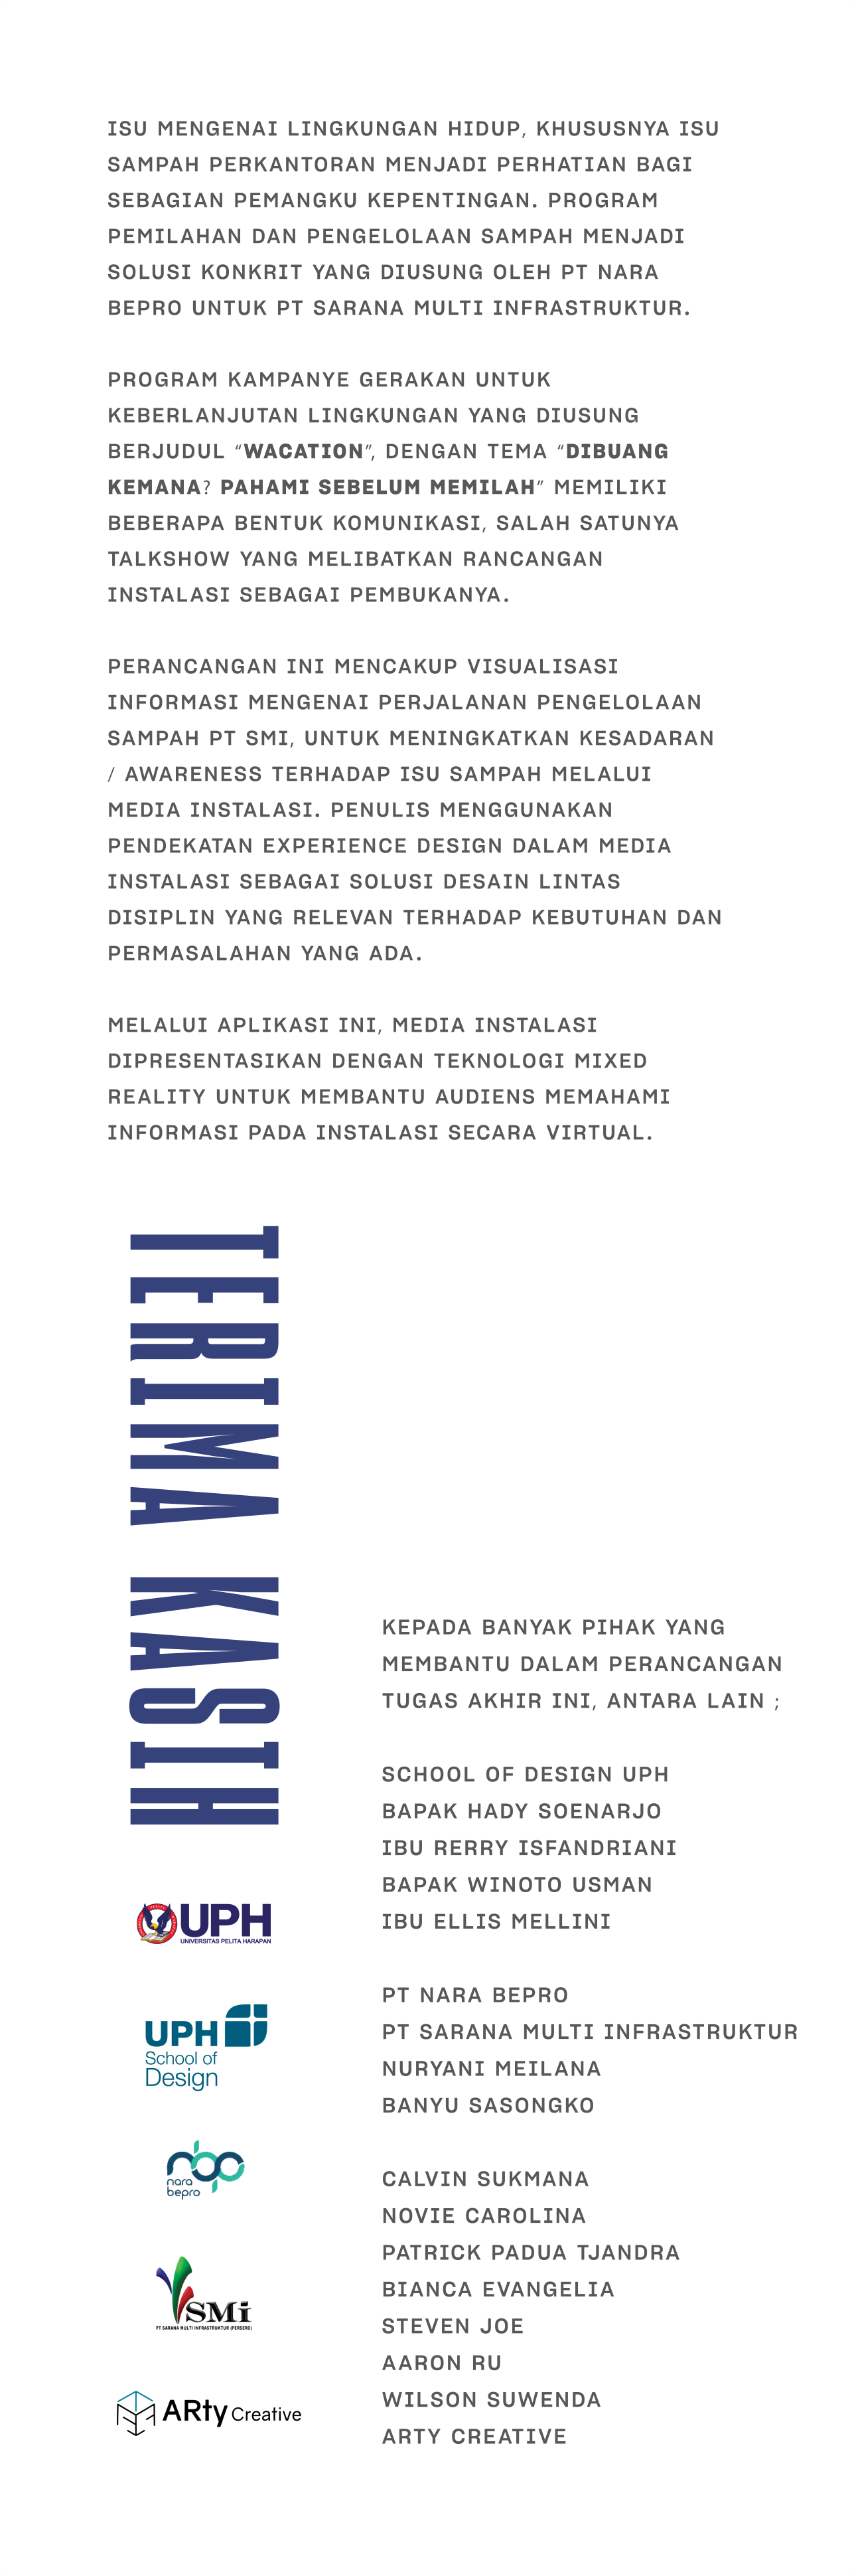 ISU MENGENAI LINGKUNGAN HIDUP, KHUSUSNYA ISU
SAMPAH PERKANTORAN MENJADI PERHATIAN BAGI
SEBAGIAN PEMANGKU KEPENTINGAN. PROGRAM
PEMILAHAN DAN PENGELOLAAN SAMPAH MENJADI
SOLUSI KONKRIT YANG DIUSUNG OLEH PT NARA
BEPRO UNTUK PT SARANA MULTI INFRASTRUKTUR.
PROGRAM KAMPANYE GERAKAN UNTUK
KEBERLANJUTAN LINGKUNGAN YANG DIUSUNG
BERJUDUL “WACATION”, DENGAN TEMA “DIBUANG
KEMANA? PAHAMI SEBELUM MEMILAH” MEMILIKI
BEBERAPA BENTUK KOMUNIKASI, SALAH SATUNYA
TALKSHOW YANG MELIBATKAN RANCANGAN
INSTALASI SEBAGAI PEMBUKANYA.
PERANCANGAN INI MENCAKUP VISUALISASI
INFORMASI MENGENAI PERJALANAN PENGELOLAAN
SAMPAH PT SMI, UNTUK MENINGKATKAN KESADARAN
/ AWARENESS TERHADAP ISU SAMPAH MELALUI
MEDIA INSTALASI. PENULIS MENGGUNAKAN
PENDEKATAN EXPERIENCE DESIGN DALAM MEDIA
INSTALASI SEBAGAI SOLUSI DESAIN LINTAS
DISIPLIN YANG RELEVAN TERHADAP KEBUTUHAN DAN
PERMASALAHAN YANG ADA.
MELALUI APLIKASI INI, MEDIA INSTALASI
DIPRESENTASIKAN DENGAN TEKNOLOGI MIXED
REALITY UNTUK MEMBANTU AUDIENS MEMAHAMI
INFORMASI PADA INSTALASI SECARA VIRTUAL.
TERIMA KASIH
KEPADA BANYAK PIHAK YANG
MEMBANTU DALAM PERANCANGAN
TUGAS AKHIR INI, ANTARA LAIN ;
SCHOOL OF DESIGN UPH
BAPAK HADY SOENARJO
IBU RERRY ISFANDRIANI
BAPAK WINOTO USMAN
IBU ELLIS MELLINI
PT NARA BEPRO
PT SARANA MULTI INFRASTRUKTUR
NURYANI MEILANA
BANYU SASONGKO
CALVIN SUKMANA
NOVIE CAROLINA
PATRICK PADUA TJANDRA
BIANCA EVANGELIA
STEVEN JOE
AARON RU
WILSON SUWENDA
ARTY CREATIVE
UPH
UNIVERSITAS PELITA HARAPAN
UPH
School of
Design
nbp
nara
bepro
SMi
PT SARANA MULTI INFRASTRUKTUR (PERSERO)
ARty Creative